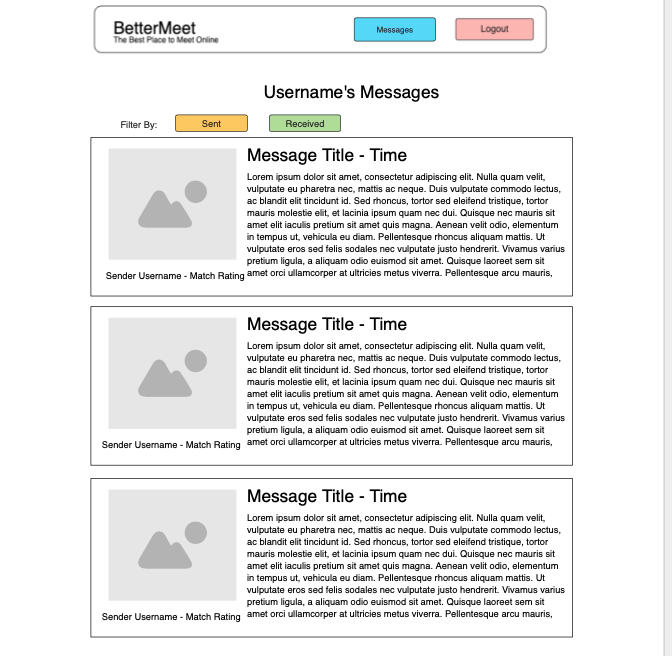 BetterMeet
The Best Place to Meet Online
Messages
Logout
Username's Messages
Filter By:
Sent
Received
Message Title - Time
Lorem ipsum dolor sit amet, consectetur adipiscing elit. Nulla quam velit,
vulputate eu pharetra nec, mattis ac neque. Duis vulputate commodo lectus,
ac blandit elit tincidunt id. Sed rhoncus, tortor sed eleifend tristique, tortor
mauris molestie elit, et lacinia ipsum quam nec dui. Quisque nec mauris sit
amet elit iaculis pretium sit amet quis magna. Aenean velit odio, elementum
in tempus ut, vehicula eu diam. Pellentesque rhoncus aliquam mattis. Ut
vulputate eros sed felis sodales nec vulputate justo hendrerit. Vivamus varius
pretium ligula, a aliquam odio euismod sit amet. Quisque laoreet sem sit
amet orci ullamcorper at ultricies metus viverra. Pellentesque arcu mauris,
Sender Username - Match Rating
Message Title - Time
Lorem ipsum dolor sit amet, consectetur adipiscing elit. Nulla quam velit,
vulputate eu pharetra nec, mattis ac neque. Duis vulputate commodo lectus,
ac blandit elit tincidunt id. Sed rhoncus, tortor sed eleifend tristique, tortor
mauris molestie elit, et lacinia ipsum quam nec dui. Quisque nec mauris sit
amet elit iaculis pretium sit amet quis magna. Aenean velit odio, elementum
in tempus ut, vehicula eu diam. Pellentesque rhoncus aliquam mattis. Ut
vulputate eros sed felis sodales nec vulputate justo hendrerit. Vivamus varius
pretium ligula, a aliquam odio euismod sit amet. Quisque laoreet sem sit
amet orci ullamcorper at ultricies metus viverra. Pellentesque arcu mauris,
Sender Username - Match Rating
Message Title - Time
Lorem ipsum dolor sit amet, consectetur adipiscing elit. Nulla quam velit,
vulputate eu pharetra nec, mattis ac neque. Duis vulputate commodo lectus,
ac blandit elit tincidunt id. Sed rhoncus, tortor sed eleifend tristique, tortor
mauris molestie elit, et lacinia ipsum quam nec dui. Quisque nec mauris sit
amet elit iaculis pretium sit amet quis magna. Aenean velit odio, elementum
in tempus ut, vehicula eu diam. Pellentesque rhoncus aliquam mattis. Ut
vulputate eros sed felis sodales nec vulputate justo hendrerit. Vivamus varius
pretium ligula, a aliquam odio euismod sit amet. Quisque laoreet sem sit
amet orci ullamcorper at ultricies metus viverra. Pellentesque arcu mauris,
Sender Username - Match Rating